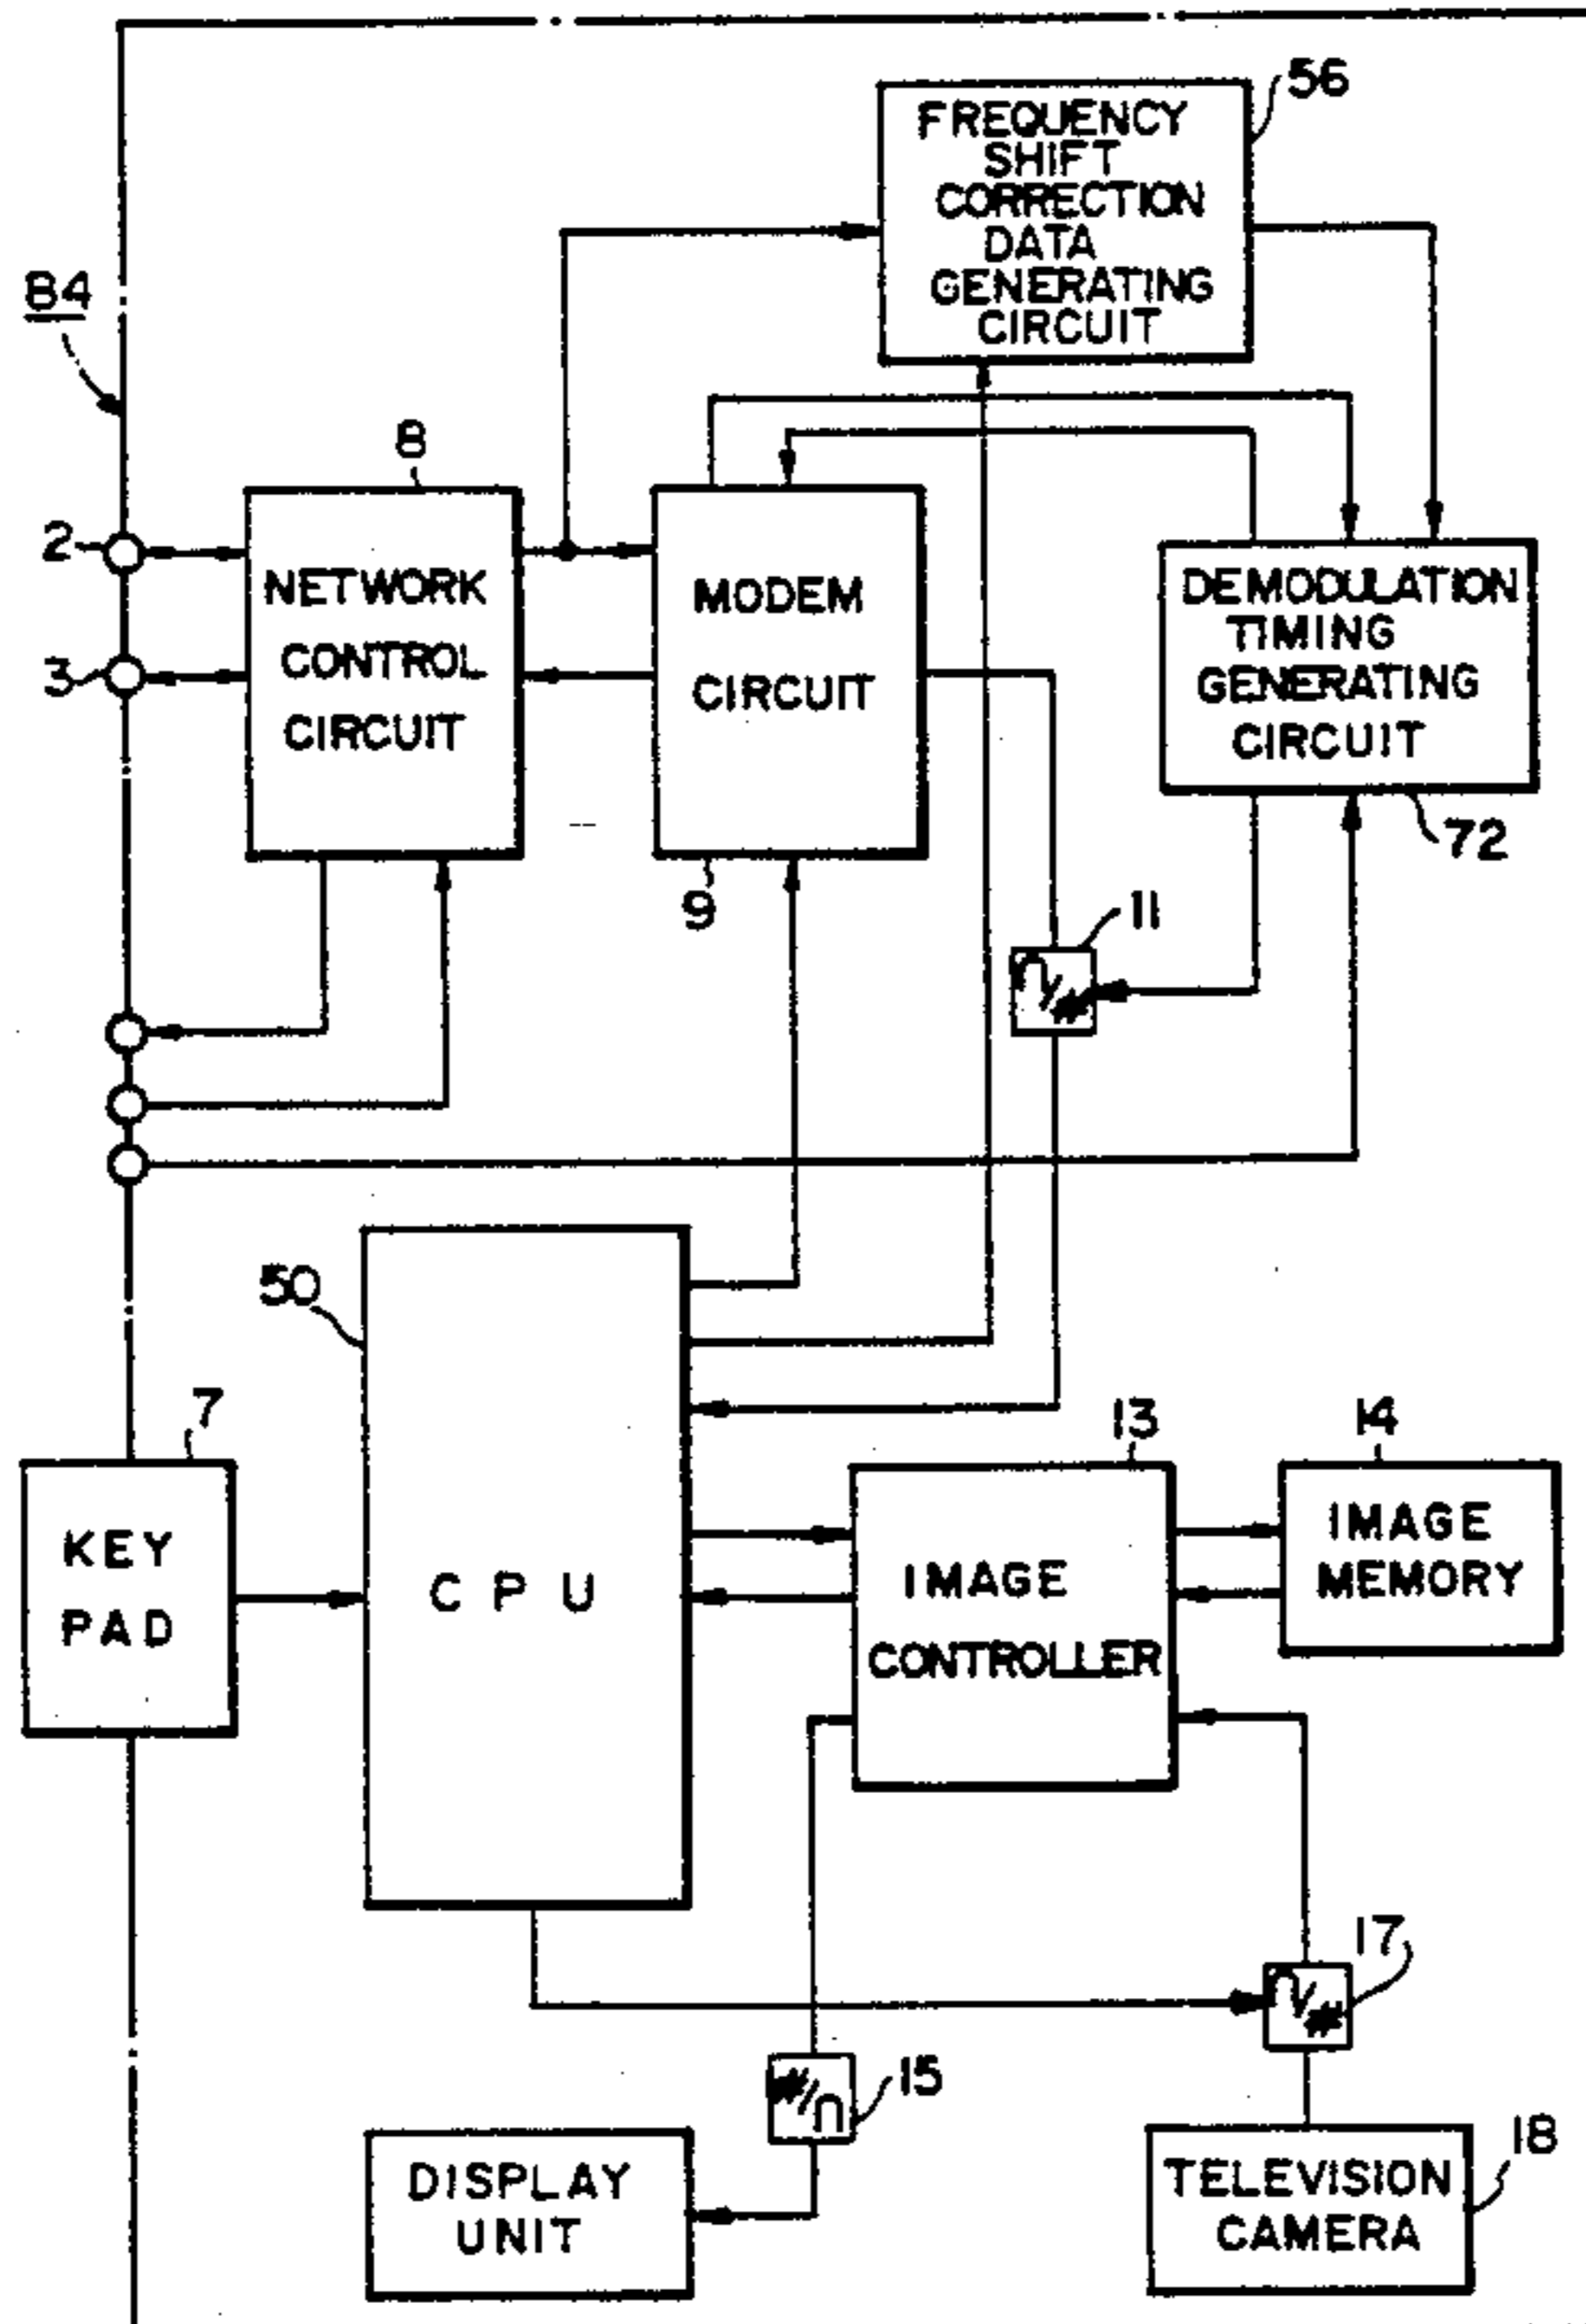 56
FREQUENCY
SHIFT
CORRECTION
DATA
GENERATING
CIRCUIT
84
8
2
3
NETWORK
CONTROL
CIRCUIT
MODEM
CIRCUIT
9
DEMODULATION
TIMING
GENERATING
CIRCUIT
72
11
50
CPU
7
KEY
PAD
13
IMAGE
CONTROLLER
14
IMAGE
MEMORY
17
15
DISPLAY
UNIT
18
TELEVISION
CAMERA